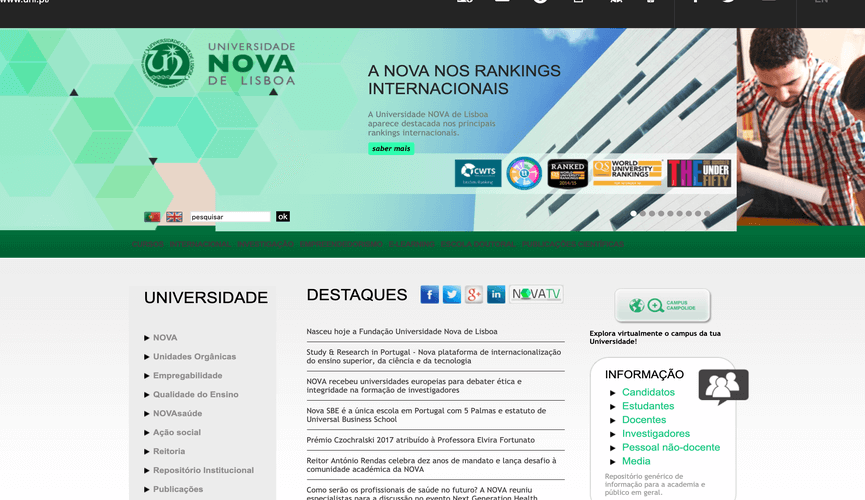 www.unl.pt
EN
UNIVERSIDADE
NOVA
DE LISBOA
A NOVA NOS RANKINGS
INTERNACIONAIS
A Universidade NOVA de Lisboa
aparece destacada nos principais
rankings internacionais.
saber mais
CWTS
RANKED
QS WORLD
UNIVERSITY
RANKINGS
THE UNDER
FIFTY
pesquisar
ok
CURSOS INTERNACIONAL INVESTIGAÇÃO EMPREENDEDORISMO E-LEARNING ESCOLA DOUTORAL PUBLICAÇÕES CIENTÍFICAS
UNIVERSIDADE
NOVA
Unidades Orgânicas
Empregabilidade
Qualidade do Ensino
NOVAsaúde
Ação social
Reitoria
Repositório Institucional
Publicações
DESTAQUES
NOVATV
Nasceu hoje a Fundação Universidade Nova de Lisboa
Study & Research in Portugal - Nova plataforma de internacionalização
do ensino superior, da ciência e da tecnologia
NOVA recebeu universidades europeias para debater ética e
integridade na formação de investigadores
Nova SBE é a única escola em Portugal com 5 Palmas e estatuto de
Universal Business School
Prémio Czochralski 2017 atribuído à Professora Elvira Fortunato
Reitor António Rendas celebra dez anos de mandato e lança desafio à
comunidade académica da NOVA
Como serão os profissionais de saúde no futuro? A NOVA reuniu
especialistas para a discussão no evento Next Generation Health
CAMPUS
CAMPOLIDE
Explora virtualmente o campus da tua
Universidade!
INFORMAÇÃO
Candidatos
Estudantes
Docentes
Investigadores
Pessoal não-docente
Media
Repositório genérico de
informação para a academia e
público em geral.